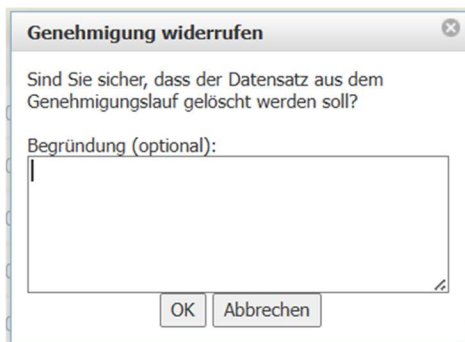 Genehmigung widerrufen
Sind Sie sicher, dass der Datensatz aus dem
Genehmigungslauf gelöscht werden soll?
Begründung (optional):
OK Abbrechen